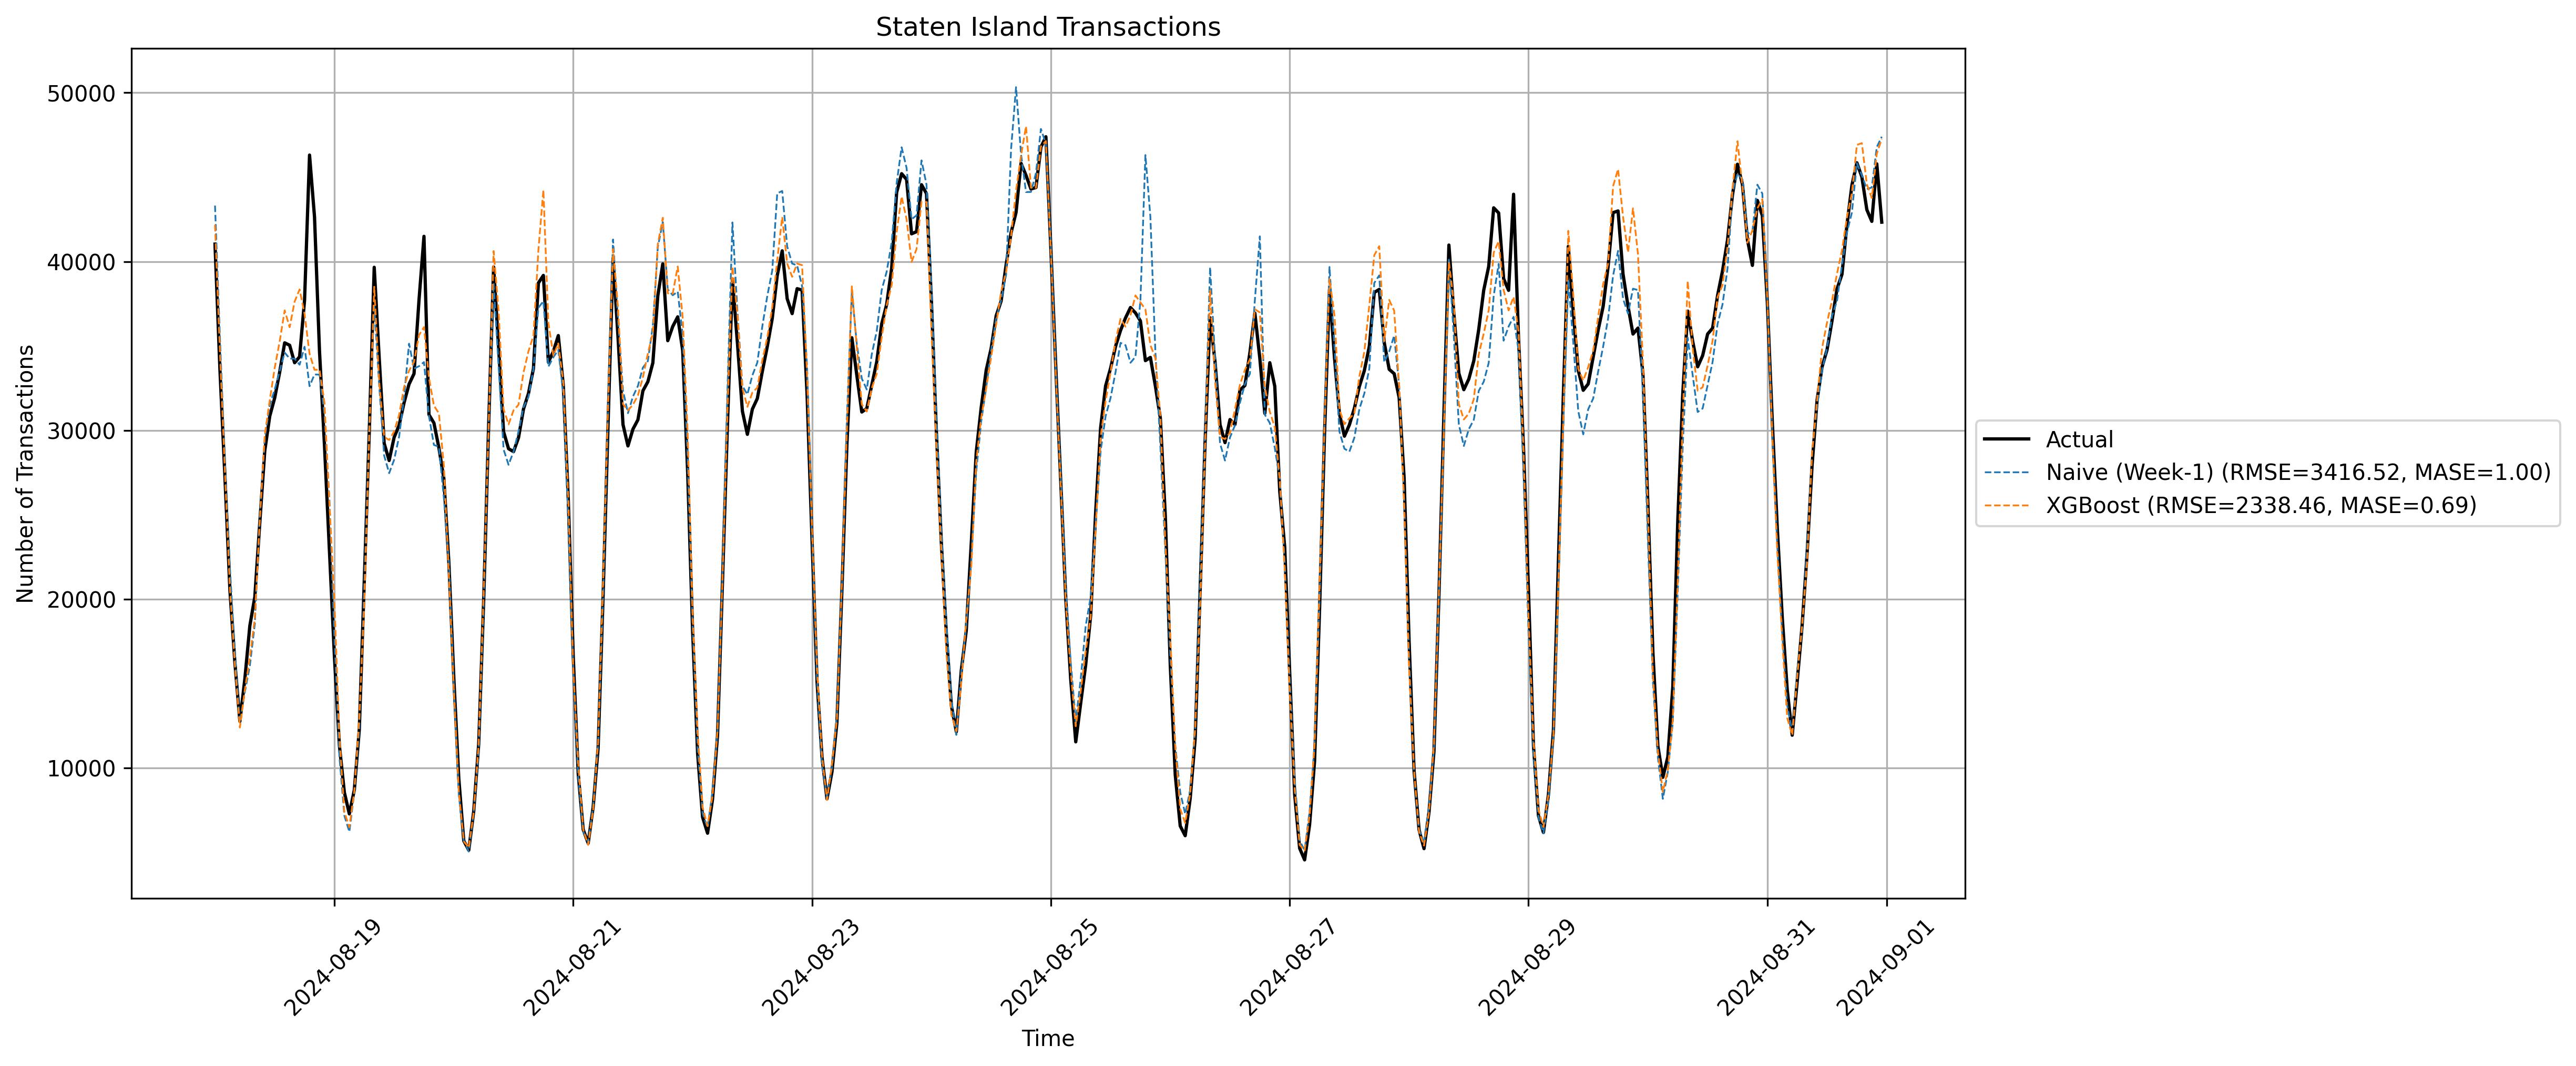 Staten Island Transactions
Number of Transactions
50000
40000
30000
20000
10000
2024-08-19
2024-08-21
2024-08-23
2024-08-25
2024-08-27
2024-08-29
2024-08-31
2024-09-01
Time
Actual
Naive (Week-1) (RMSE=3416.52, MASE=1.00)
XGBoost (RMSE=2338.46, MASE=0.69)